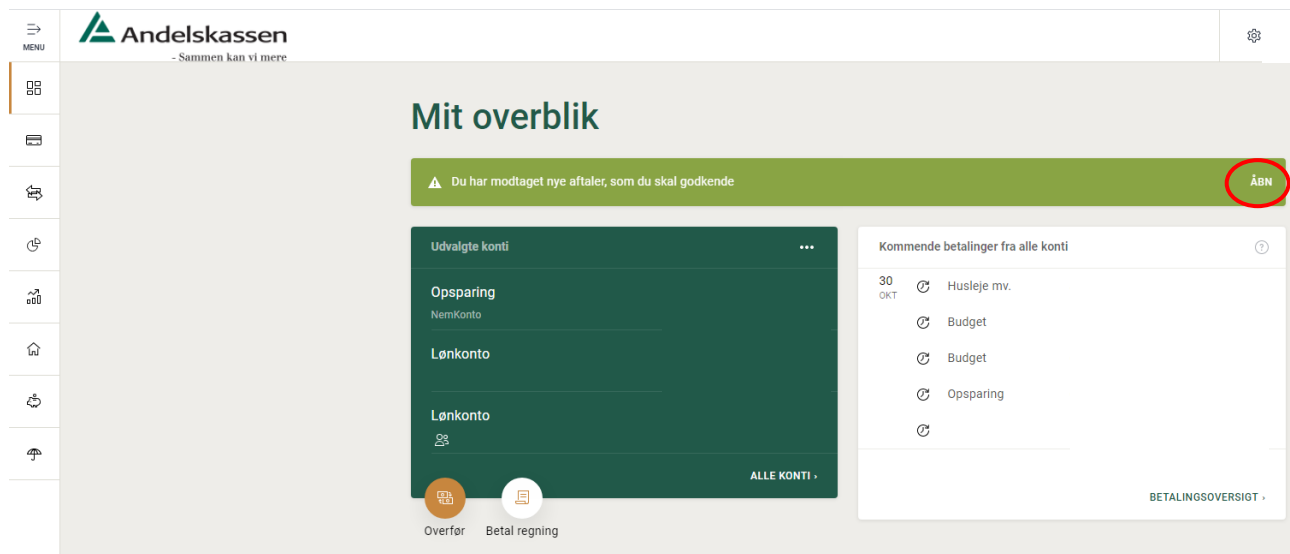 MENU
Andelskassen
- Sammen kan vi mere
Mit overblik
Du har modtaget nye aftaler, som du skal godkende
ÅBN
Udvalgte konti
Opsparing
NemKonto
Lønkonto
Lønkonto
ALLE KONTI ›
Overfør
Betal regning
Kommende betalinger fra alle konti
?
30
OKT
Husleje mv.
Budget
Budget
Opsparing
BETALINGSOVERSIGT ›